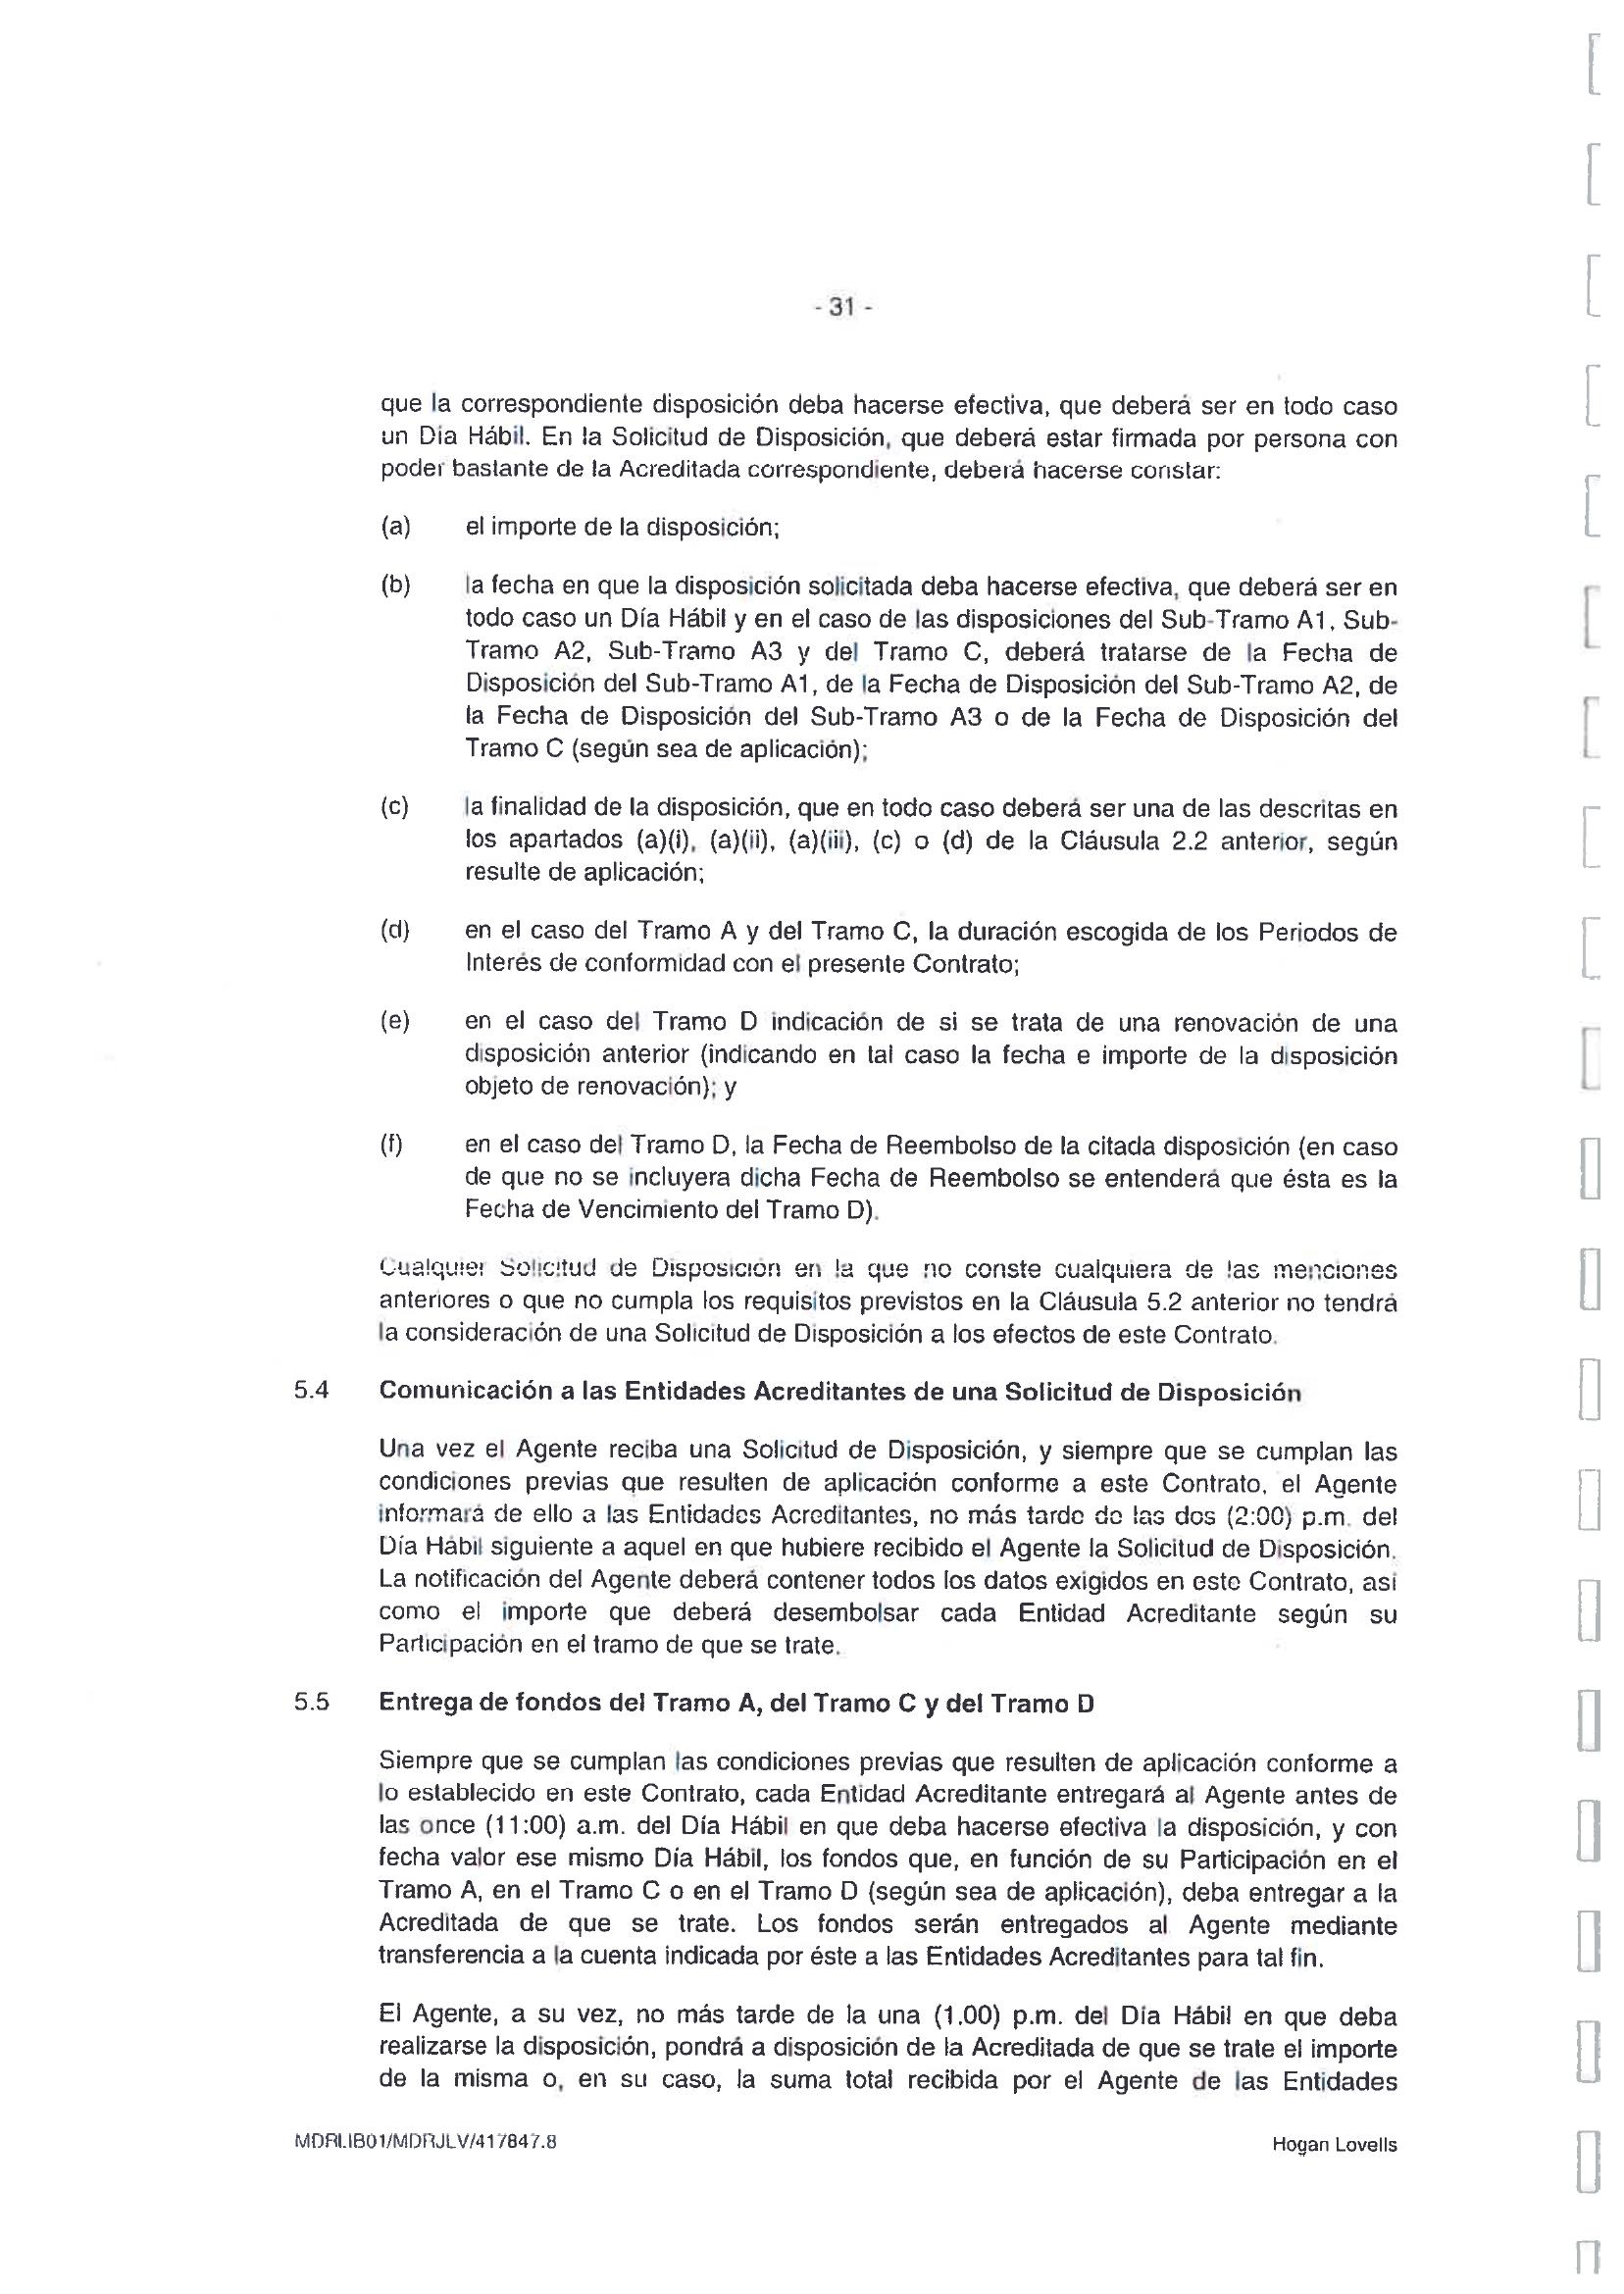 - 31 -
que la correspondiente disposición deba hacerse efectiva, que deberá ser en todo caso
un Día Hábil. En la Solicitud de Disposición, que deberá estar firmada por persona con
poder bastante de la Acreditada correspondiente, deberá hacerse constar:
(a) el importe de la disposición;
(b) la fecha en que la disposición solicitada deba hacerse efectiva, que deberá ser en
todo caso un Día Hábil y en el caso de las disposiciones del Sub-Tramo A1, Sub-
Tramo A2, Sub-Tramo A3 y del Tramo C, deberá tratarse de la Fecha de
Disposición del Sub-Tramo A1, de la Fecha de Disposición del Sub-Tramo A2, de
la Fecha de Disposición del Sub-Tramo A3 o de la Fecha de Disposición del
Tramo C (según sea de aplicación);
(c) la finalidad de la disposición, que en todo caso deberá ser una de las descritas en
los apartados (a)(i), (a)(ii), (a)(iii), (c) o (d) de la Cláusula 2.2 anterior, según
resulte de aplicación;
(d) en el caso del Tramo A y del Tramo C, la duración escogida de los Periodos de
Interés de conformidad con el presente Contrato;
(e) en el caso del Tramo D indicación de si se trata de una renovación de una
disposición anterior (indicando en tal caso la fecha e importe de la disposición
objeto de renovación); y
(f) en el caso del Tramo D, la Fecha de Reembolso de la citada disposición (en caso
de que no se incluyera dicha Fecha de Reembolso se entenderá que ésta es la
Fecha de Vencimiento del Tramo D).
Cualquier Solicitud de Disposición en la que no conste cualquiera de las menciones
anteriores o que no cumpla los requisitos previstos en la Cláusula 5.2 anterior no tendrá
la consideración de una Solicitud de Disposición a los efectos de este Contrato.
5.4 Comunicación a las Entidades Acreditantes de una Solicitud de Disposición
Una vez el Agente reciba una Solicitud de Disposición, y siempre que se cumplan las
condiciones previas que resulten de aplicación conforme a este Contrato, el Agente
informará de ello a las Entidades Acreditantes, no más tarde de las dos (2:00) p.m. del
Día Hábil siguiente a aquel en que hubiere recibido el Agente la Solicitud de Disposición.
La notificación del Agente deberá contener todos los datos exigidos en este Contrato, así
como el importe que deberá desembolsar cada Entidad Acreditante según su
Participación en el tramo de que se trate.
5.5 Entrega de fondos del Tramo A, del Tramo C y del Tramo D
Siempre que se cumplan las condiciones previas que resulten de aplicación conforme a
lo establecido en este Contrato, cada Entidad Acreditante entregará al Agente antes de
las once (11:00) a.m. del Día Hábil en que deba hacerse efectiva la disposición, y con
fecha valor ese mismo Día Hábil, los fondos que, en función de su Participación en el
Tramo A, en el Tramo C o en el Tramo D (según sea de aplicación), deba entregar a la
Acreditada de que se trate. Los fondos serán entregados al Agente mediante
transferencia a la cuenta indicada por éste a las Entidades Acreditantes para tal fin.
El Agente, a su vez, no más tarde de la una (1.00) p.m. del Día Hábil en que deba
realizarse la disposición, pondrá a disposición de la Acreditada de que se trate el importe
de la misma o, en su caso, la suma total recibida por el Agente de las Entidades
MDRLIB01/MDRJLV/417847.8
Hogan Lovells